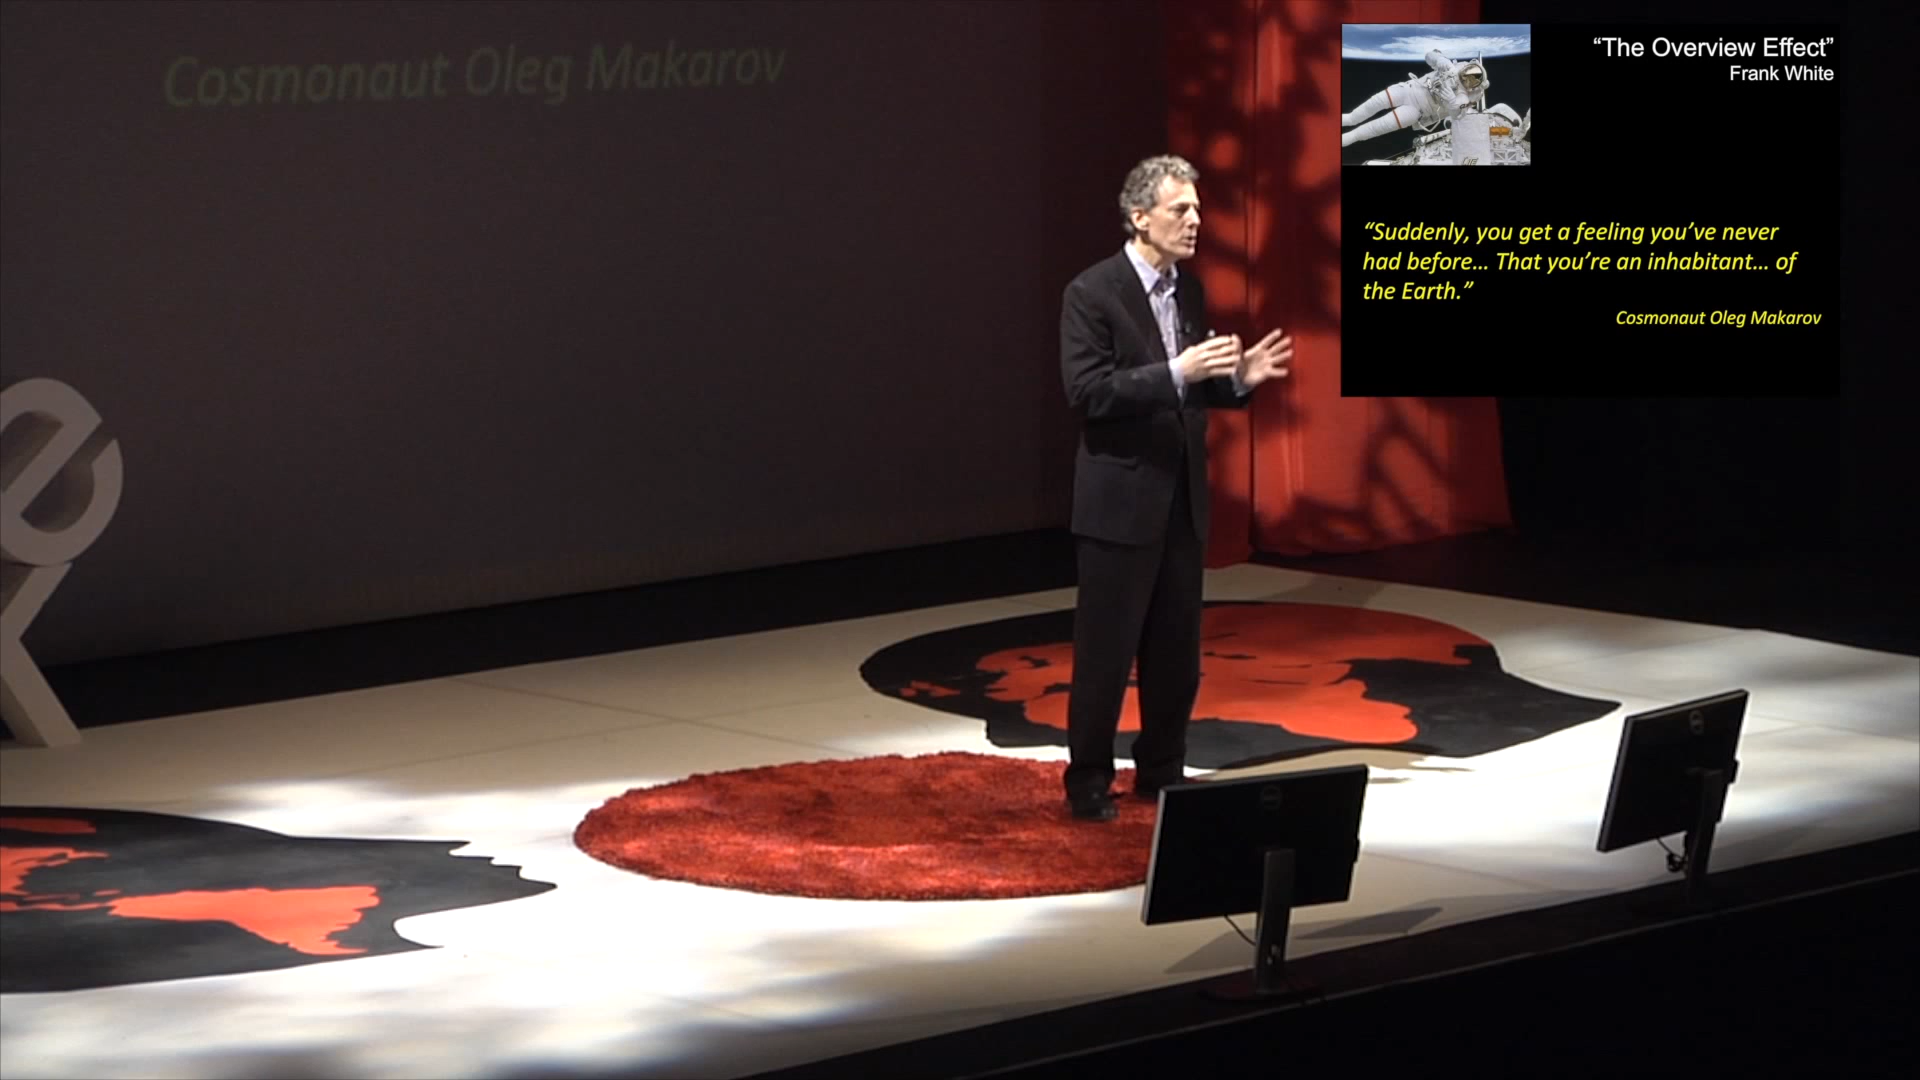 Cosmonaut Oleg Makarov
“The Overview Effect”
Frank White
“Suddenly, you get a feeling you’ve never
had before… That you’re an inhabitant… of
the Earth.”
Cosmonaut Oleg Makarov
e
x